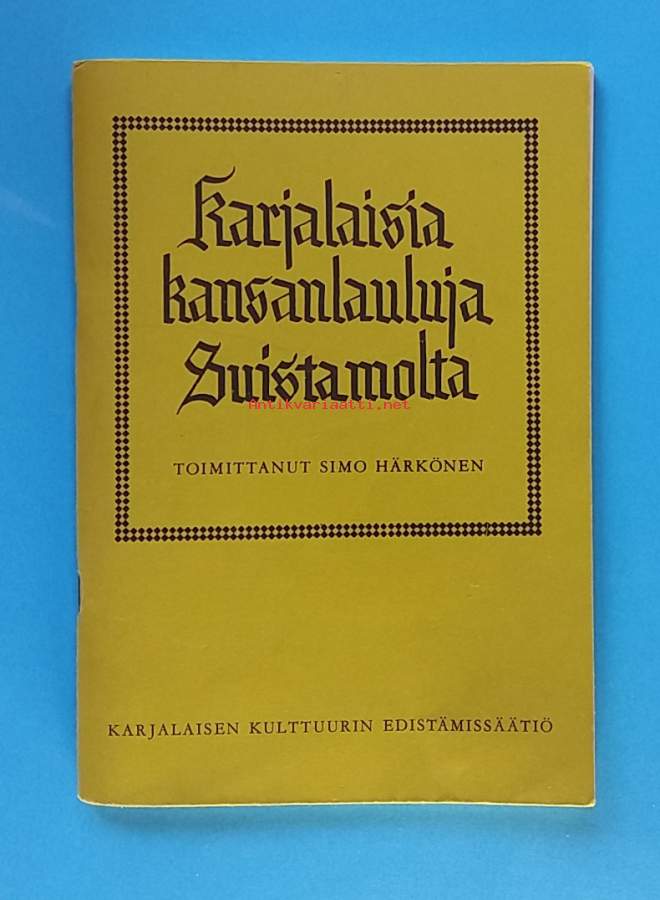 Karjalaisia
kansanlauluja
Suistamolta
Antikvariaatti.net
TOIMITTANUT SIMO HÄRKÖNEN
KARJALAISEN KULTTUURIN EDISTÄMISSÄÄTIÖ